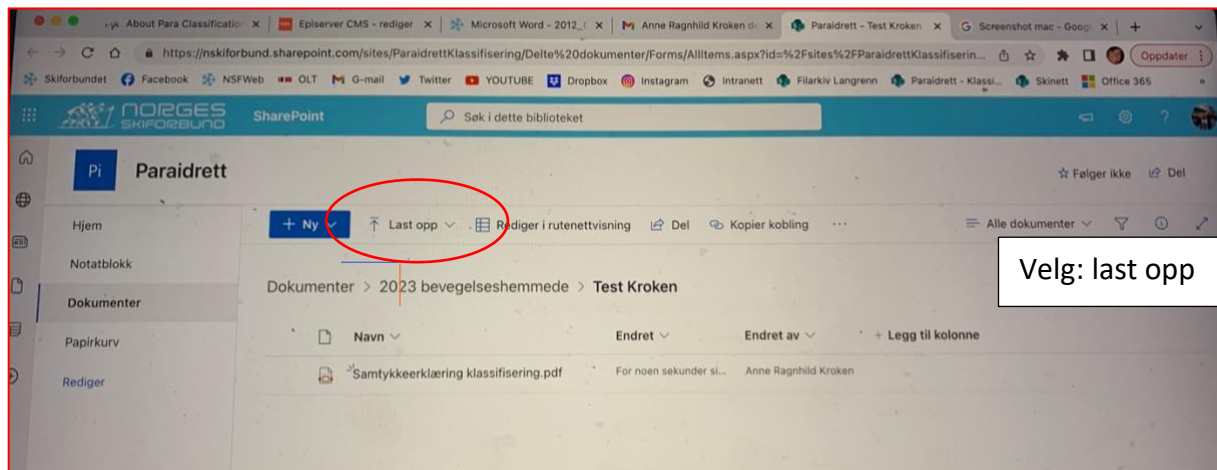 About Para Classification
Episerver CMS - rediger
Microsoft Word - 2012_
Anne Ragnhild Kroken d
Paraidrett - Test Kroken
Screenshot mac - Goog
https://nskiforbund.sharepoint.com/sites/ParaidrettKlassifisering/Delte%20dokumenter/Forms/AllItems.aspx?id=%2Fsites%2FParaidrettKlassifiserin...
Oppdater
Skiforbundet Facebook NSFWeb OLT G-mail Twitter YOUTUBE Dropbox Instagram Intranett Filarkiv Langrenn Paraidrett - Klassi... Skinett Office 365 »
NORGES
SKIFORBUND
SharePoint
Søk i dette biblioteket
?
Pi
Paraidrett
Følger ikke Del
Hjem
Notatblokk
Dokumenter
Papirkurv
Rediger
+ Ny Last opp Rediger i rutenettvisning Del Kopier kobling ... Alle dokumenter
Velg: last opp
Dokumenter > 2023 bevegelseshemmede > Test Kroken
Navn Endret Endret av + Legg til kolonne
Samtykkeerklæring klassifisering.pdf For noen sekunder si... Anne Ragnhild Kroken